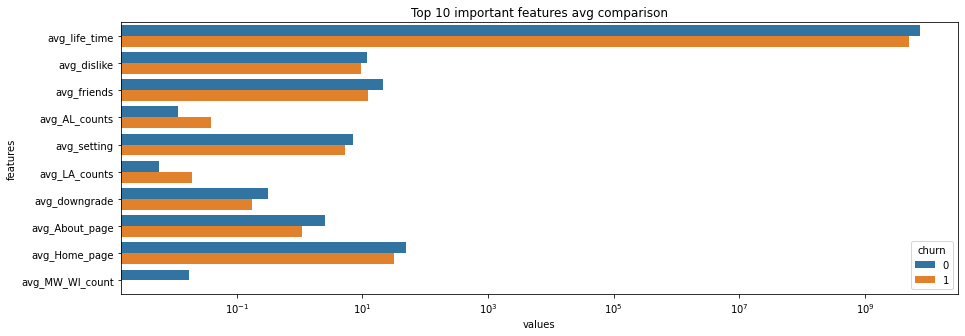 Top 10 important features avg comparison
features
avg_life_time
avg_dislike
avg_friends
avg_AL_counts
avg_setting
avg_LA_counts
avg_downgrade
avg_About_page
avg_Home_page
avg_MW_WI_count
churn
0
1
10⁻¹ 10¹ 10³ 10⁵ 10⁷ 10⁹
values